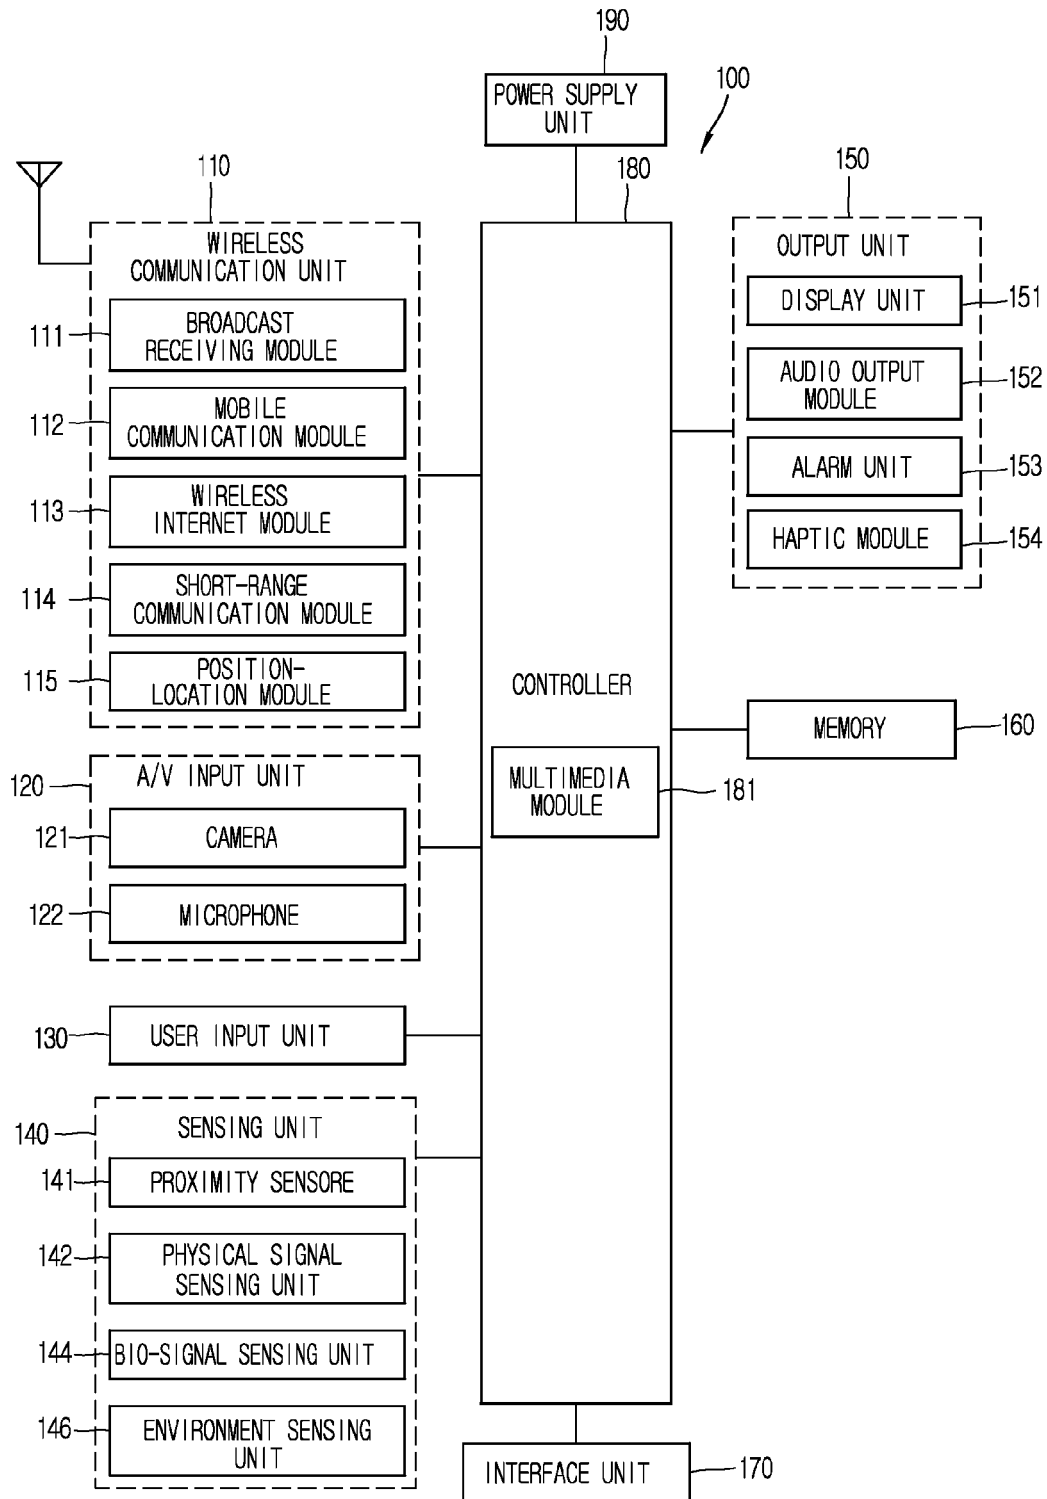 190
POWER SUPPLY
UNIT
100
110
180
150
WIRELESS
COMMUNICATION UNIT
111
BROADCAST
RECEIVING MODULE
112
MOBILE
COMMUNICATION MODULE
113
WIRELESS
INTERNET MODULE
114
SHORT-RANGE
COMMUNICATION MODULE
115
POSITION-
LOCATION MODULE
OUTPUT UNIT
DISPLAY UNIT
151
AUDIO OUTPUT
MODULE
152
ALARM UNIT
153
HAPTIC MODULE
154
CONTROLLER
MULTIMEDIA
MODULE
181
MEMORY
160
120
A/V INPUT UNIT
121
CAMERA
122
MICROPHONE
130
USER INPUT UNIT
140
SENSING UNIT
141
PROXIMITY SENSORE
142
PHYSICAL SIGNAL
SENSING UNIT
144
BIO-SIGNAL SENSING UNIT
146
ENVIRONMENT SENSING
UNIT
INTERFACE UNIT
170